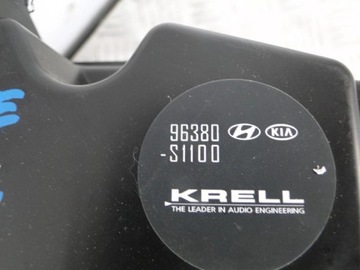 96380
KIA
-S1100
KRELL
THE LEADER IN AUDIO ENGINEERING